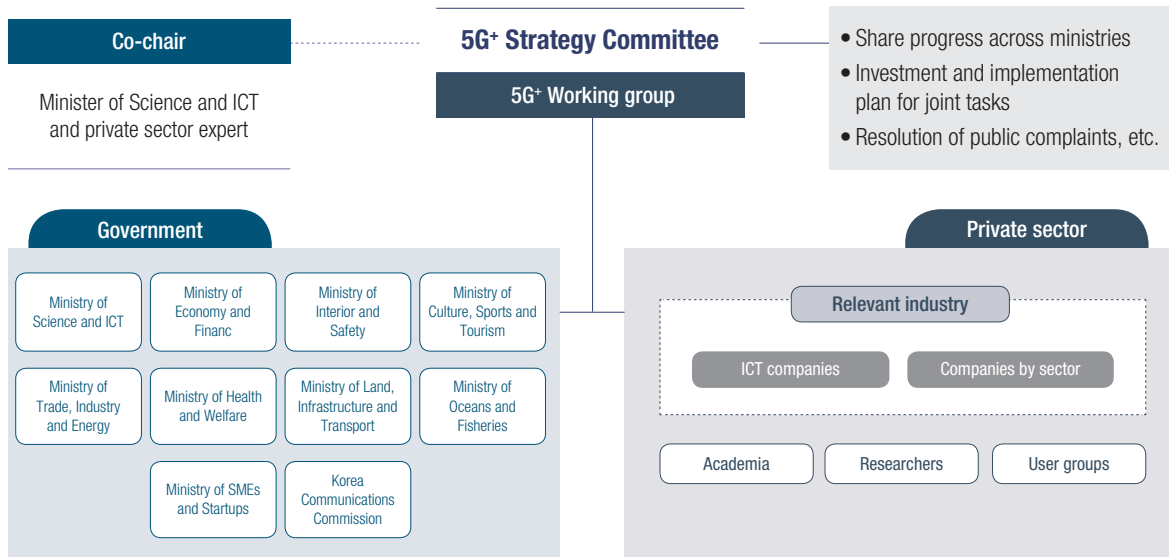 Co-chair
Minister of Science and ICT
and private sector expert
5G⁺ Strategy Committee
5G⁺ Working group
• Share progress across ministries
• Investment and implementation
plan for joint tasks
• Resolution of public complaints, etc.
Government
Ministry of
Science and ICT
Ministry of
Economy and
Financ
Ministry of
Interior and
Safety
Ministry of
Culture, Sports and
Tourism
Ministry of
Trade, Industry
and Energy
Ministry of Health
and Welfare
Ministry of Land,
Infrastructure and
Transport
Ministry of
Oceans and
Fisheries
Ministry of SMEs
and Startups
Korea
Communications
Commission
Private sector
Relevant industry
ICT companies
Companies by sector
Academia
Researchers
User groups